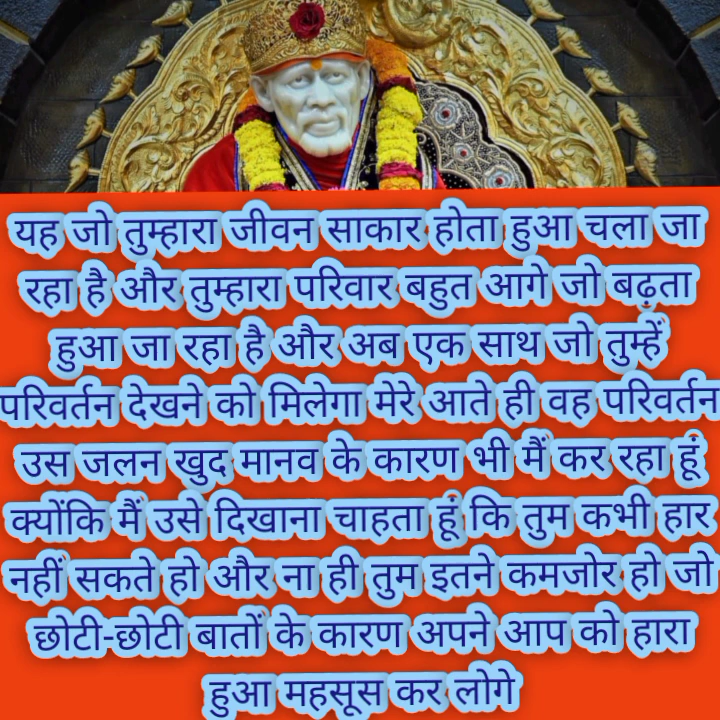 यह जो तुम्हारा जीवन साकार होता हुआ चला जा
रहा है और तुम्हारा परिवार बहुत आगे जो बढ़ता
हुआ जा रहा है और अब एक साथ जो तुम्हें
परिवर्तन देखने को मिलेगा मेरे आते ही वह परिवर्तन
उस जलन खुद मानव के कारण भी मैं कर रहा हूं
क्योंकि मैं उसे दिखाना चाहता हूं कि तुम कभी हार
नहीं सकते हो और ना ही तुम इतने कमजोर हो जो
छोटी-छोटी बातों के कारण अपने आप को हारा
हुआ महसूस कर लोगे